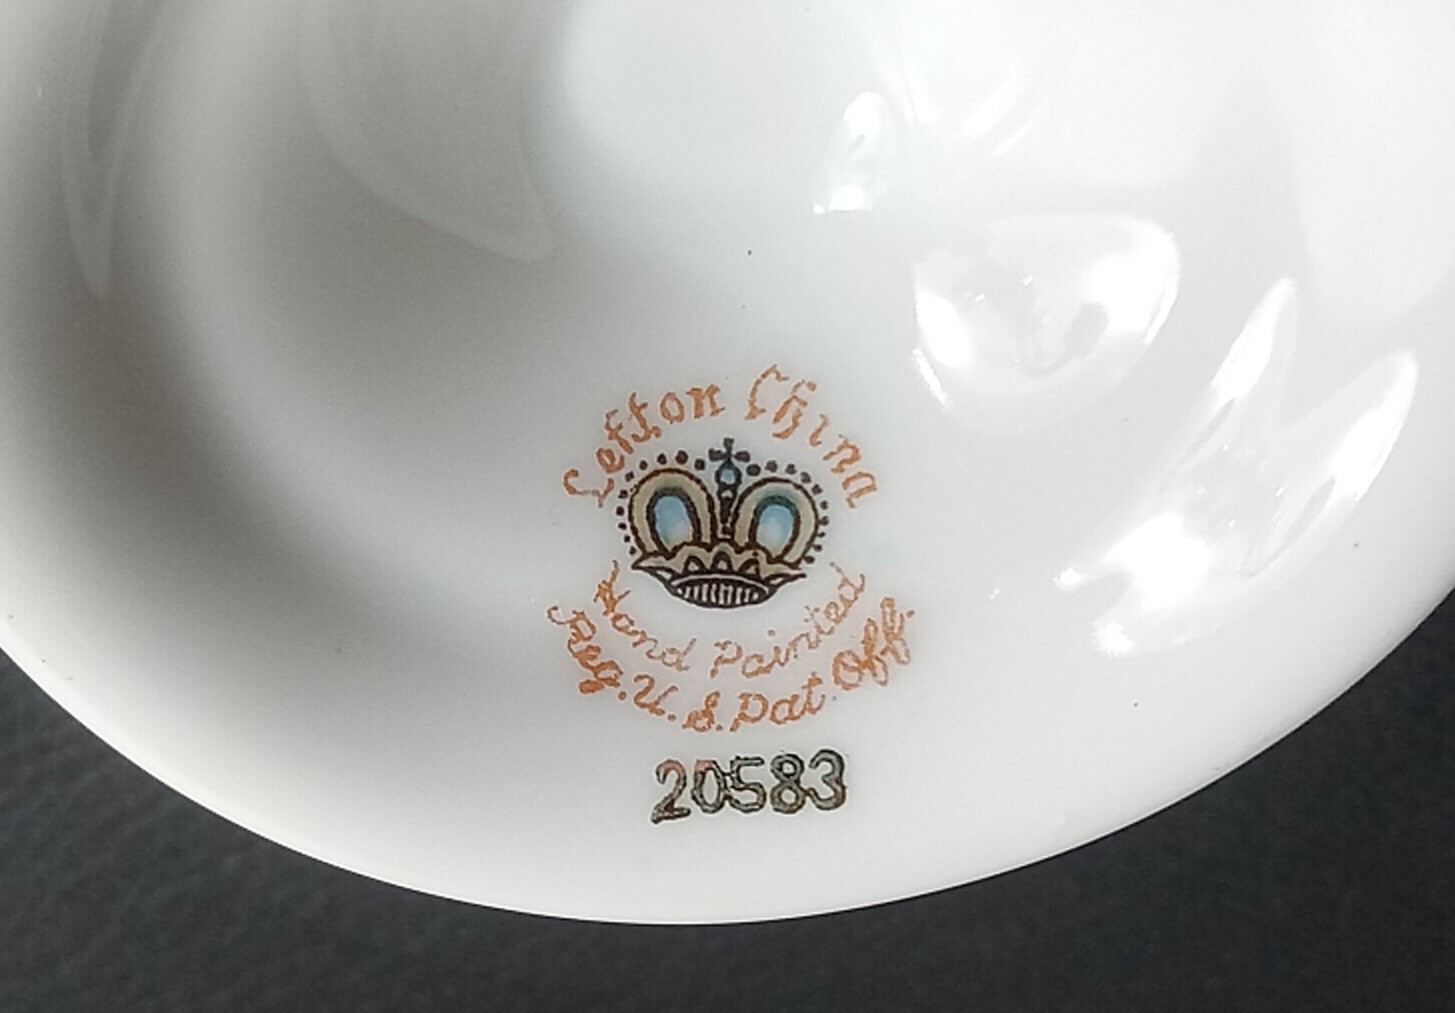 Lefton China
Hand Painted
Reg. U. S. Pat. Off.
20583